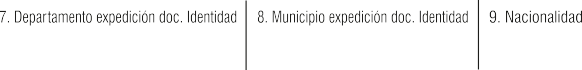 7. Departamento expedición doc. Identidad 8. Municipio expedición doc. Identidad 9. Nacionalidad